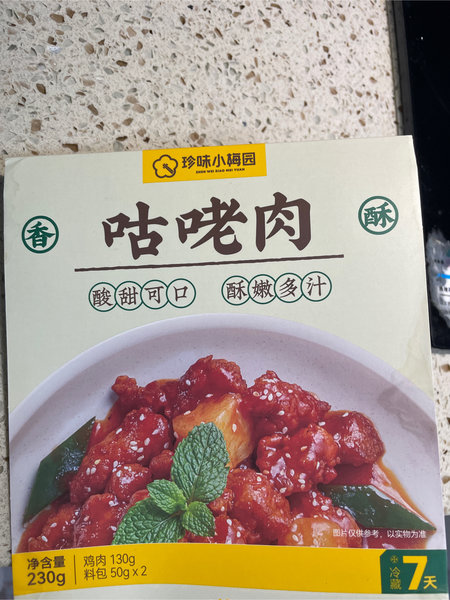 珍味小梅园
ZHEN WEI XIAO MEI YUAN
香
咕咾肉
酥
酸甜可口 酥嫩多汁
图片仅供参考，以实物为准
净含量
230g
鸡肉 130g
料包 50g×2
冷藏
7天